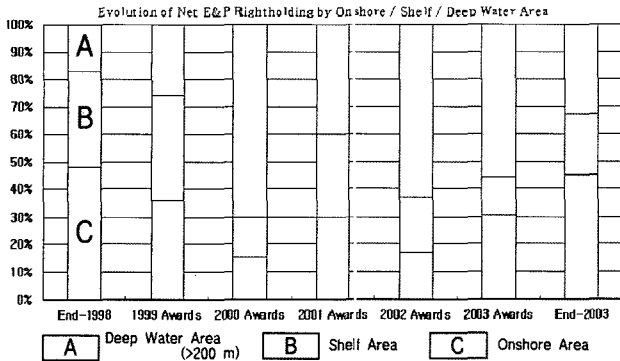 Evolution of Net E&P Rightholding by Onshore / Shelf / Deep Water Area
100%
90%
80%
70%
60%
50%
40%
30%
20%
10%
0%
A
B
C
End-1998 1999 Awards 2000 Awards 2001 Awards 2002 Awards 2003 Awards End-2003
A Deep Water Area (>200 m) B Shelf Area C Onshore Area